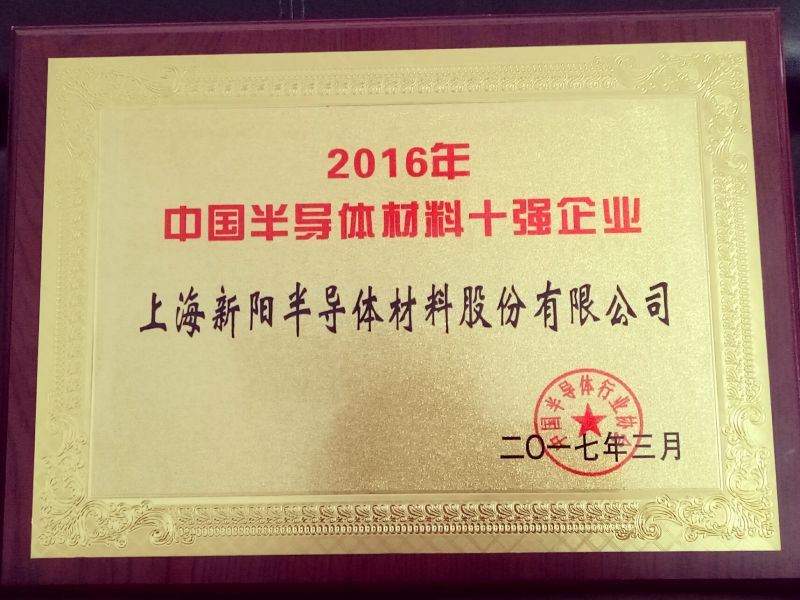 2016年
中国半导体材料十强企业
上海新阳半导体材料股份有限公司
中国半导体行业协会
二〇一七年三月